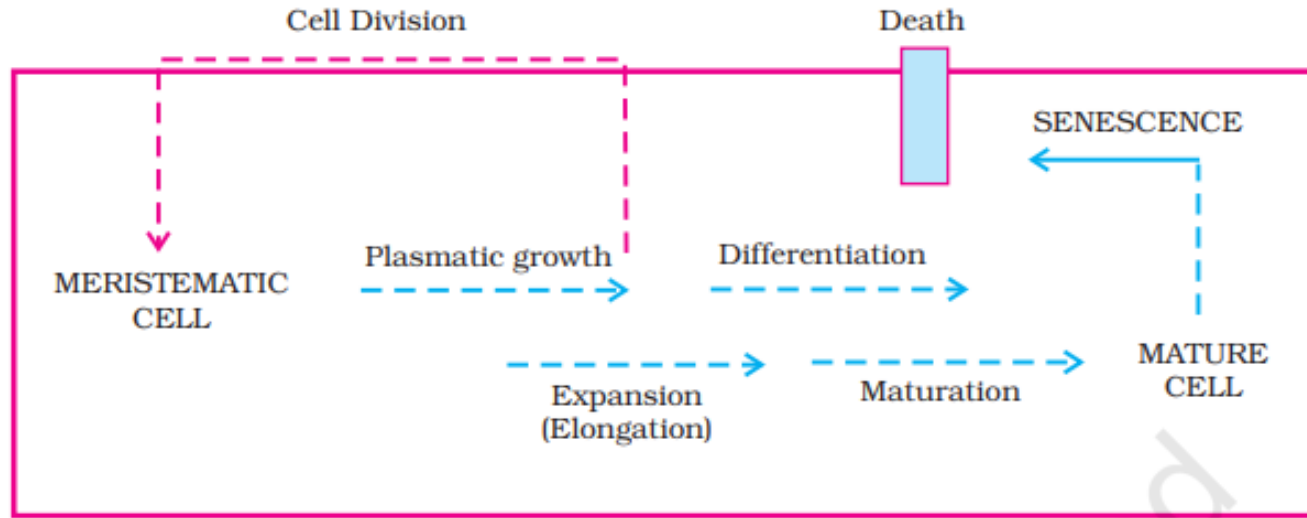 Cell Division
Death
SENESCENCE
Plasmatic growth
Differentiation
MERISTEMATIC
CELL
Expansion
(Elongation)
Maturation
MATURE
CELL
d